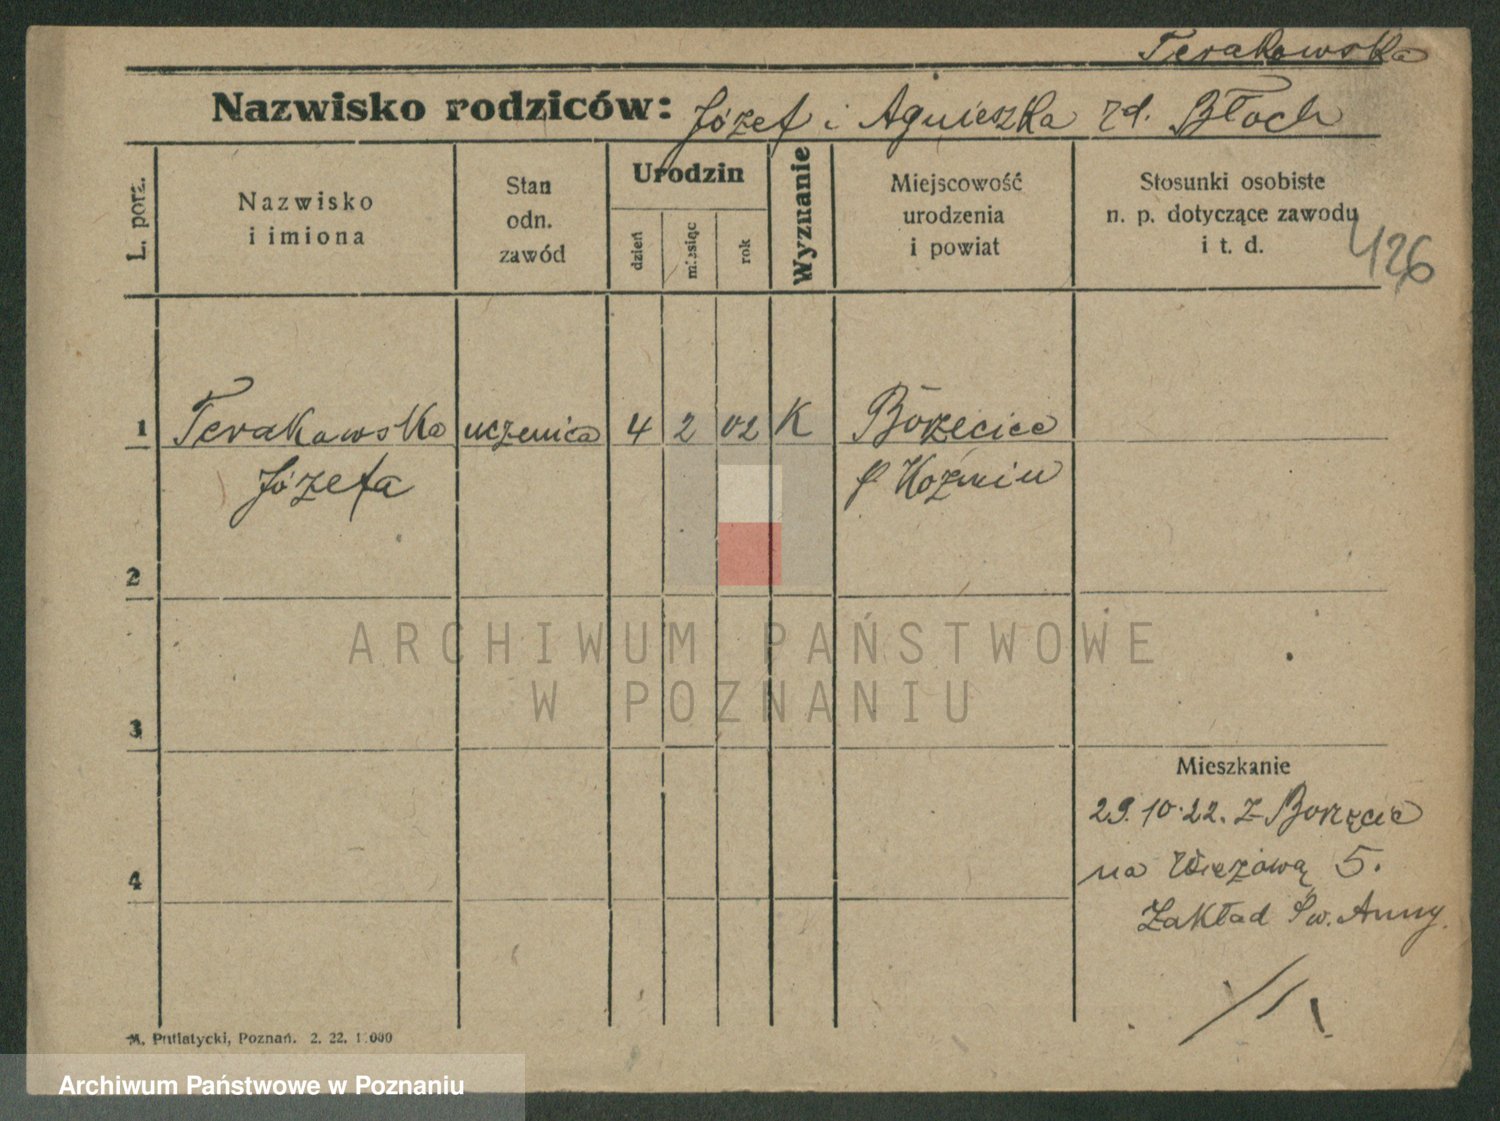 Terakowska
Nazwisko rodziców: Józef i Agnieszka rd. Błoch
L. porz.
Nazwisko
i imiona
Stan
odn.
zawód
Urodzin
dzień
miesiąc
rok
Wyznanie
Miejscowość
urodzenia
i powiat
Stosunki osobiste
n. p. dotyczące zawodu
i t. d.
426
1 Terakowska uczenica 4 2 02 K Borzęcice
Józefa p Koźmin
2
3
4
Mieszkanie
29.10.22. z Borzęcic
na Wieżową 5.
Zakład Św. Anny.
M. Putiatycki, Poznań. 2. 22. 1.000
ARCHIWUM PAŃSTWOWE
W POZNANIU
Archiwum Państwowe w Poznaniu